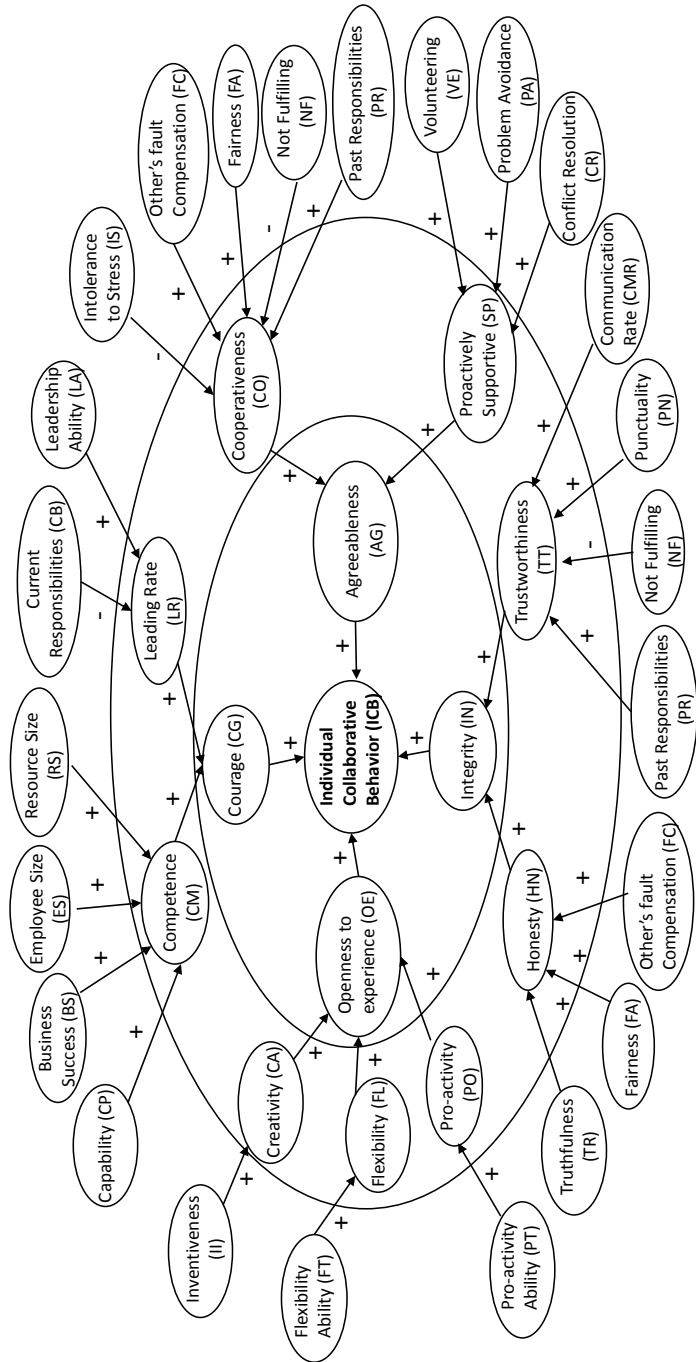 Inventiveness
(II)
Flexibility
Ability (FT)
Pro-activity
Ability (PT)
Capability (CP)
Business
Success (BS)
Employee Size
(ES)
Resource Size
(RS)
Current
Responsibilities (CB)
Leadership
Ability (LA)
Intolerance
to Stress (IS)
Other's fault
Compensation (FC)
Fairness (FA)
Not Fulfilling
(NF)
Past Responsibilities
(PR)
Volunteering
(VE)
Problem Avoidance
(PA)
Conflict Resolution
(CR)
Communication
Rate (CMR)
Punctuality
(PN)
Not Fulfilling
(NF)
Past Responsibilities
(PR)
Other's fault
Compensation (FC)
Fairness (FA)
Truthfulness
(TR)
Creativity (CA)
Flexibility (FL)
Pro-activity
(PO)
Competence
(CM)
Leading Rate
(LR)
Cooperativeness
(CO)
Proactively
Supportive (SP)
Trustworthiness
(TT)
Honesty (HN)
Openness to
experience (OE)
Courage (CG)
Agreeableness
(AG)
Integrity (IN)
Individual
Collaborative
Behavior (ICB)
+
+
+
+
+
+
+
+
+
+
+
-
+
+
-
+
+
-
+
+
+
+
+
+
+
+
-
+
+
+
+
+
+
+
+
+